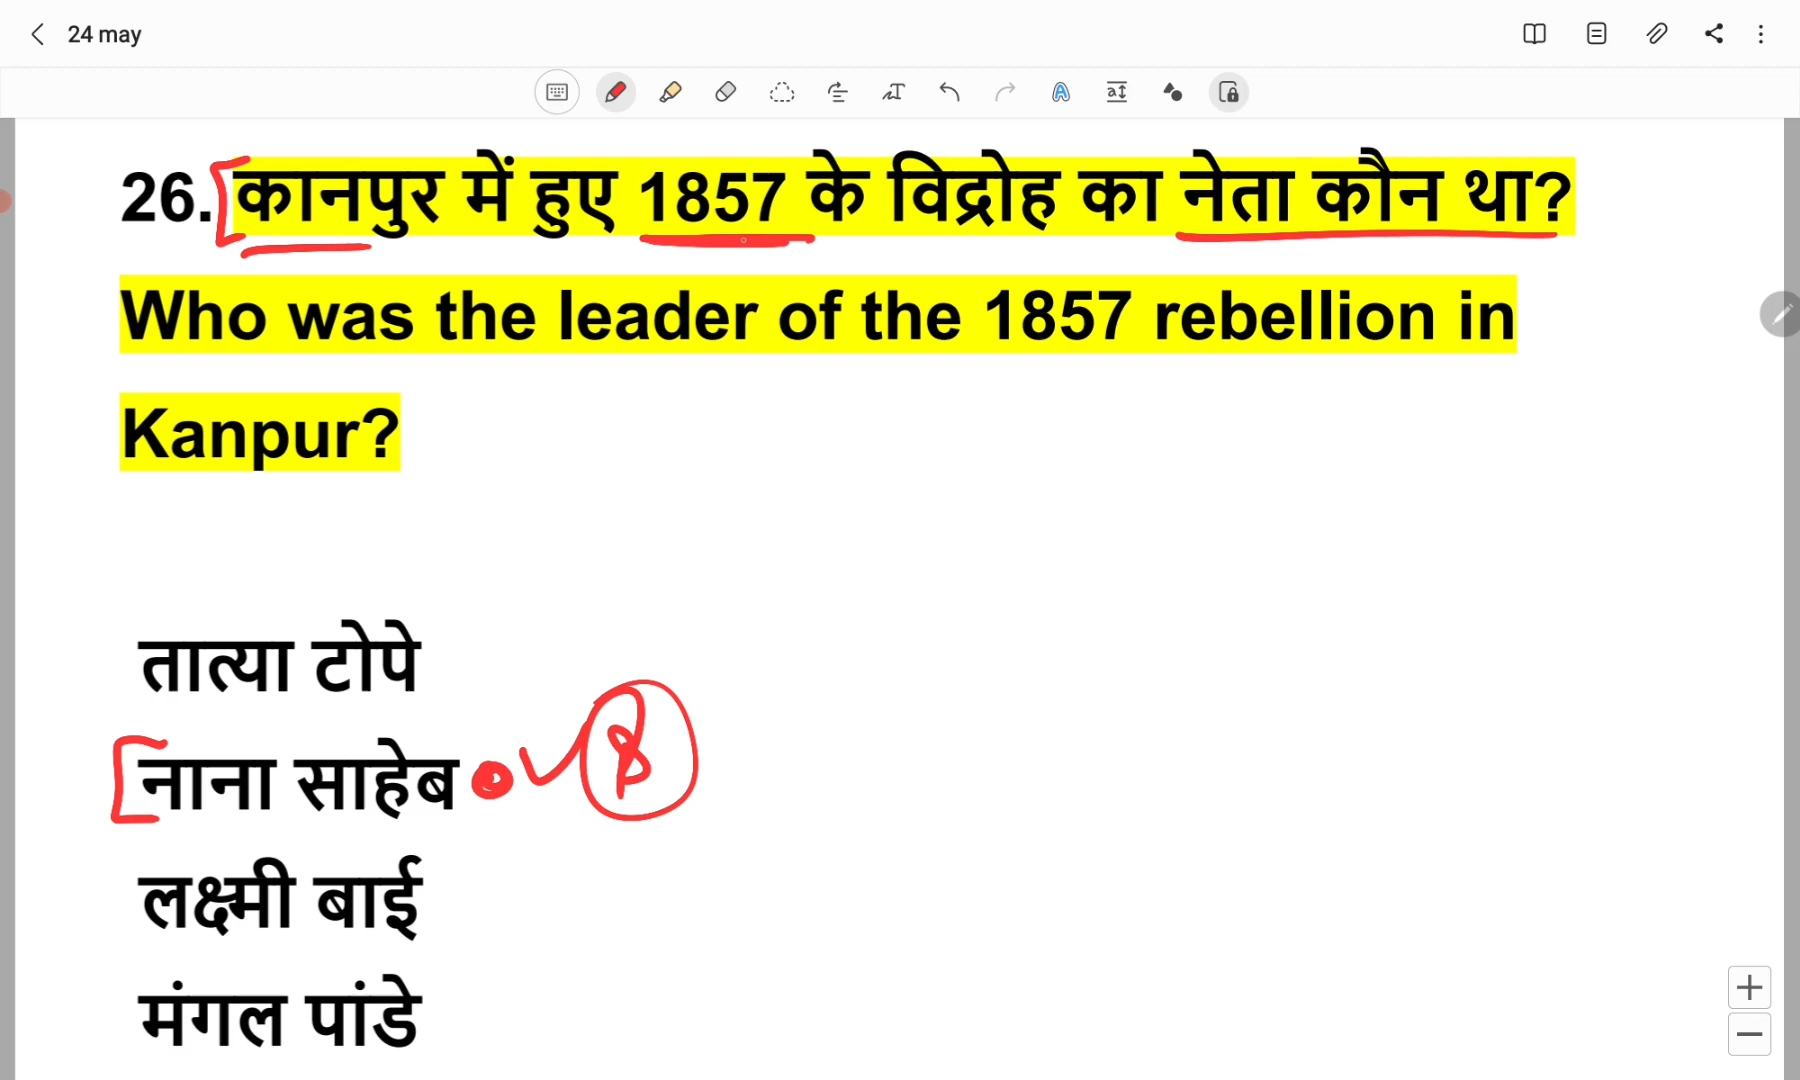 24 may
26. कानपुर में हुए 1857 के विद्रोह का नेता कौन था?
Who was the leader of the 1857 rebellion in
Kanpur?
तात्या टोपे
नाना साहेब
लक्ष्मी बाई
मंगल पांडे